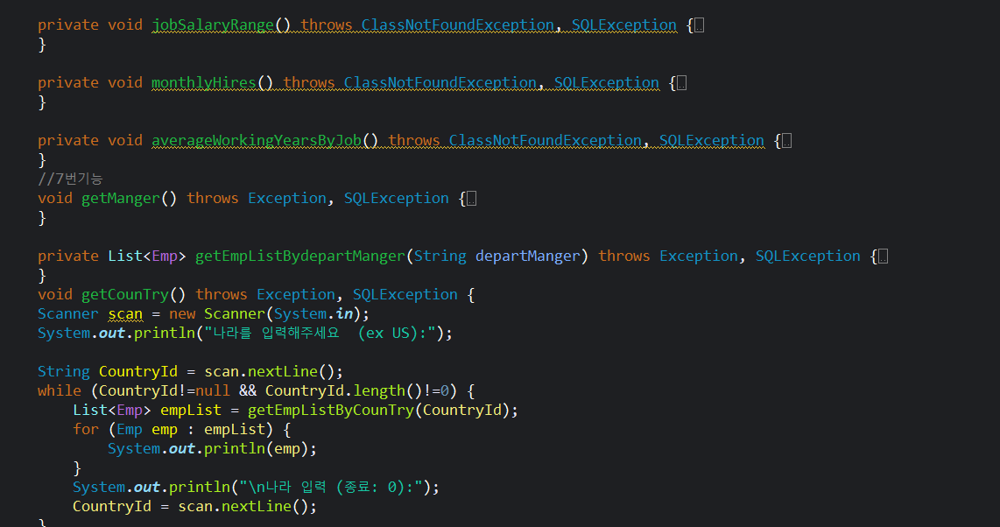 private void jobSalaryRange() throws ClassNotFoundException, SQLException {
}
private void monthlyHires() throws ClassNotFoundException, SQLException {
}
private void averageWorkingYearsByJob() throws ClassNotFoundException, SQLException {
}
//7번기능
void getManger() throws Exception, SQLException {
}
private List<Emp> getEmpListBydepartManger(String departManger) throws Exception, SQLException {
}
void getCounTry() throws Exception, SQLException {
Scanner scan = new Scanner(System.in);
System.out.println("나라를 입력해주세요  (ex US):");
String CountryId = scan.nextLine();
while (CountryId!=null && CountryId.length()!=0) {
List<Emp> empList = getEmpListByCounTry(CountryId);
for (Emp emp : empList) {
System.out.println(emp);
}
System.out.println("\n나라 입력 (종료: 0):");
CountryId = scan.nextLine();
}